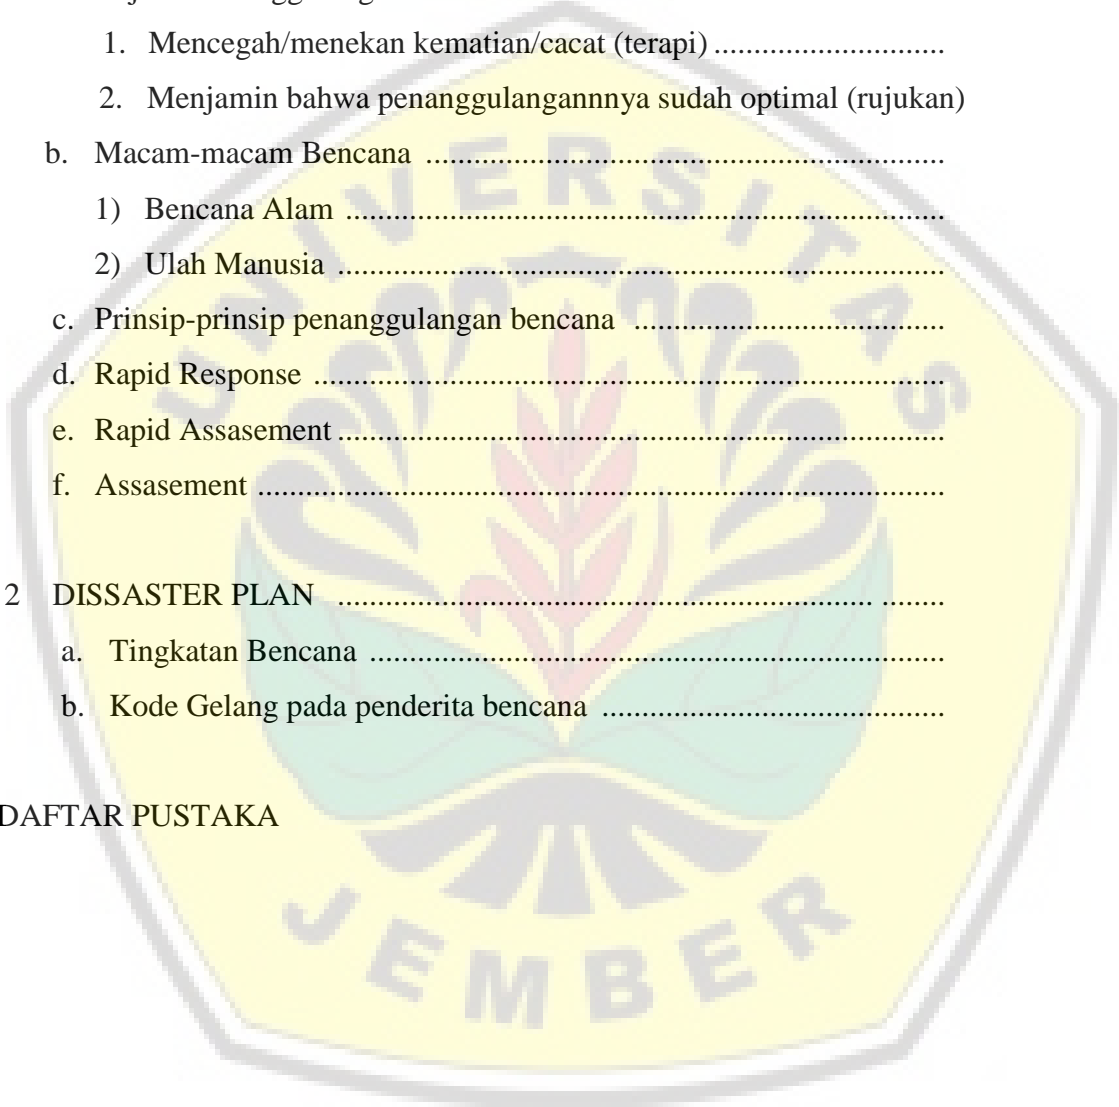 1. Mencegah/menekan kematian/cacat (terapi) .............................
2. Menjamin bahwa penanggulangannnya sudah optimal (rujukan)
b. Macam-macam Bencana .................................................................
1) Bencana Alam ...........................................................................
2) Ulah Manusia ............................................................................
c. Prinsip-prinsip penanggulangan bencana .......................................
d. Rapid Response ...............................................................................
e. Rapid Assasement ............................................................................
f. Assasement ......................................................................................
2 DISSASTER PLAN ................................................................... ........
a. Tingkatan Bencana ........................................................................
b. Kode Gelang pada penderita bencana ...........................................
DAFTAR PUSTAKA
UNIVERSITAS
JEMBER